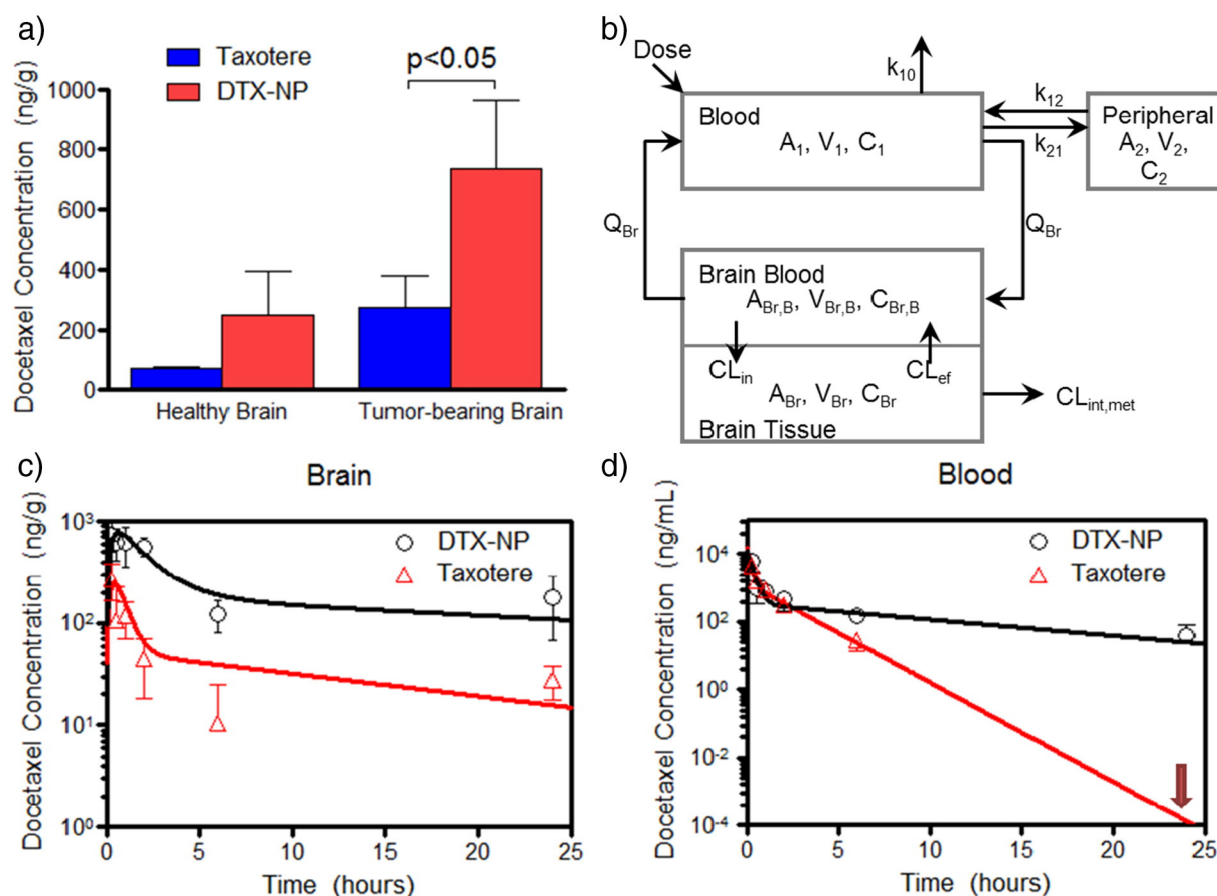 a)
Taxotere
DTX-NP
p<0.05
Docetaxel Concentration (ng/g)
1000
800
600
400
200
0
Healthy Brain
Tumor-bearing Brain
b)
Dose
k10
k12
Blood
A1, V1, C1
Peripheral
A2, V2,
C2
k21
QBr
QBr
Brain Blood
ABr,B, VBr,B, CBr,B
CLin
CLef
ABr, VBr, CBr
CLint,met
Brain Tissue
c)
Brain
Docetaxel Concentration (ng/g)
10³
10²
10¹
10⁰
DTX-NP
Taxotere
0 5 10 15 20 25
Time (hours)
d)
Blood
Docetaxel Concentration (ng/mL)
10⁴
10²
10⁰
10⁻²
10⁻⁴
DTX-NP
Taxotere
0 5 10 15 20 25
Time (hours)